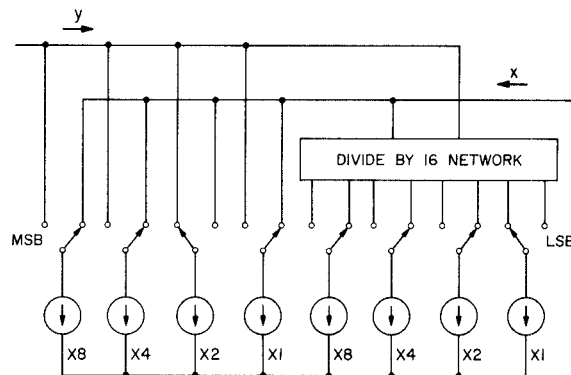 y
x
DIVIDE BY 16 NETWORK
MSB
LSB
X8 X4 X2 X1 X8 X4 X2 X1